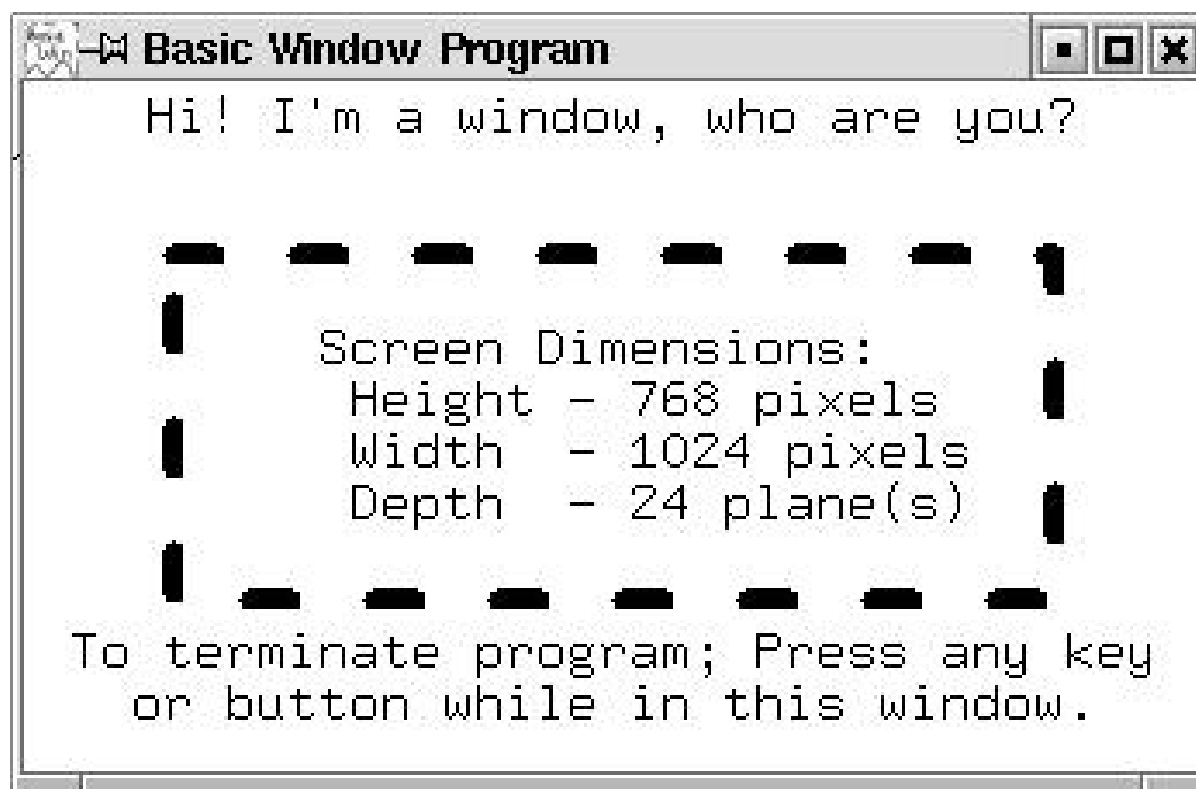 Basic Window Program
Hi! I'm a window, who are you?
Screen Dimensions:
Height - 768 pixels
Width - 1024 pixels
Depth - 24 plane(s)
To terminate program; Press any key
or button while in this window.